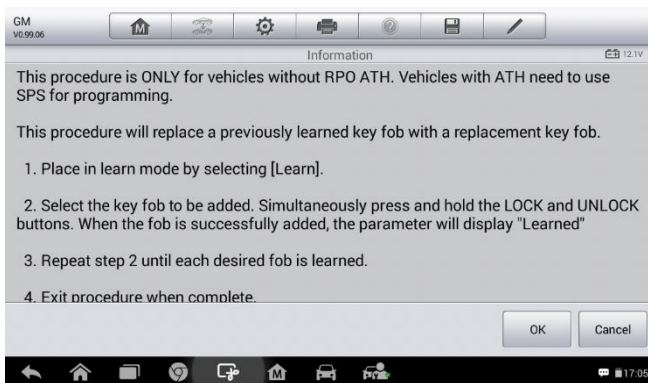 GM
V0.99.06
Information
12.1V
This procedure is ONLY for vehicles without RPO ATH. Vehicles with ATH need to use
SPS for programming.
This procedure will replace a previously learned key fob with a replacement key fob.
1. Place in learn mode by selecting [Learn].
2. Select the key fob to be added. Simultaneously press and hold the LOCK and UNLOCK
buttons. When the fob is successfully added, the parameter will display "Learned"
3. Repeat step 2 until each desired fob is learned.
4. Exit procedure when complete.
OK
Cancel
17:05